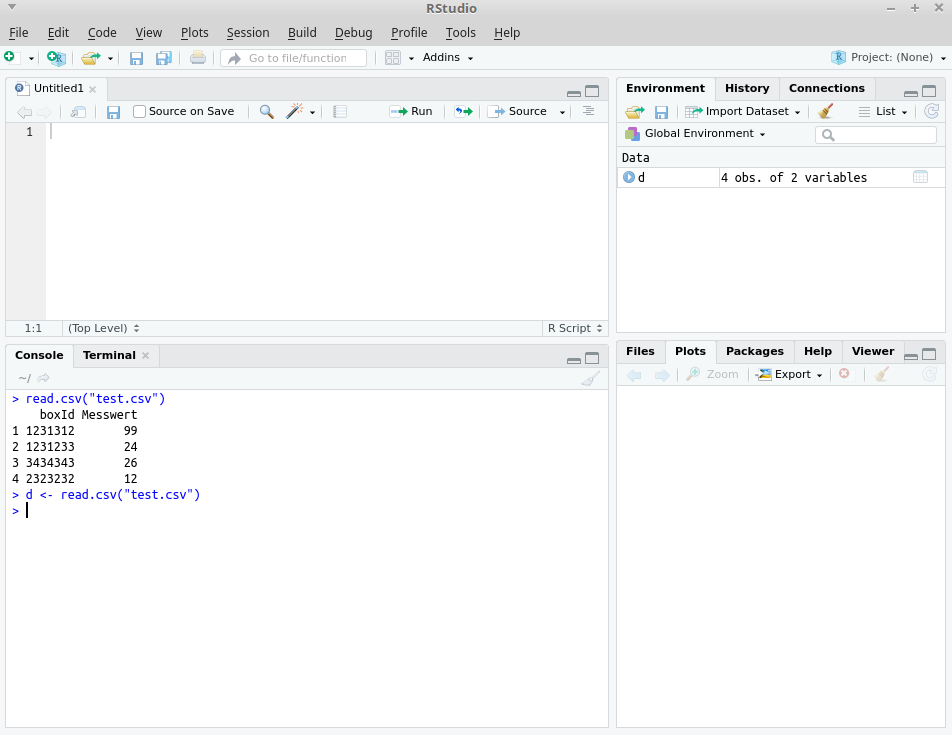 RStudio
File Edit Code View Plots Session Build Debug Profile Tools Help
Go to file/function Addins Project: (None)
Untitled1
Source on Save Run Source
1
1:1 (Top Level) R Script
Console Terminal
~/
> read.csv("test.csv")
boxId Messwert
1 1231312 99
2 1231233 24
3 3434343 26
4 2323232 12
> d <- read.csv("test.csv")
>
Environment History Connections
Import Dataset List
Global Environment
Data
d 4 obs. of 2 variables
Files Plots Packages Help Viewer
Zoom Export